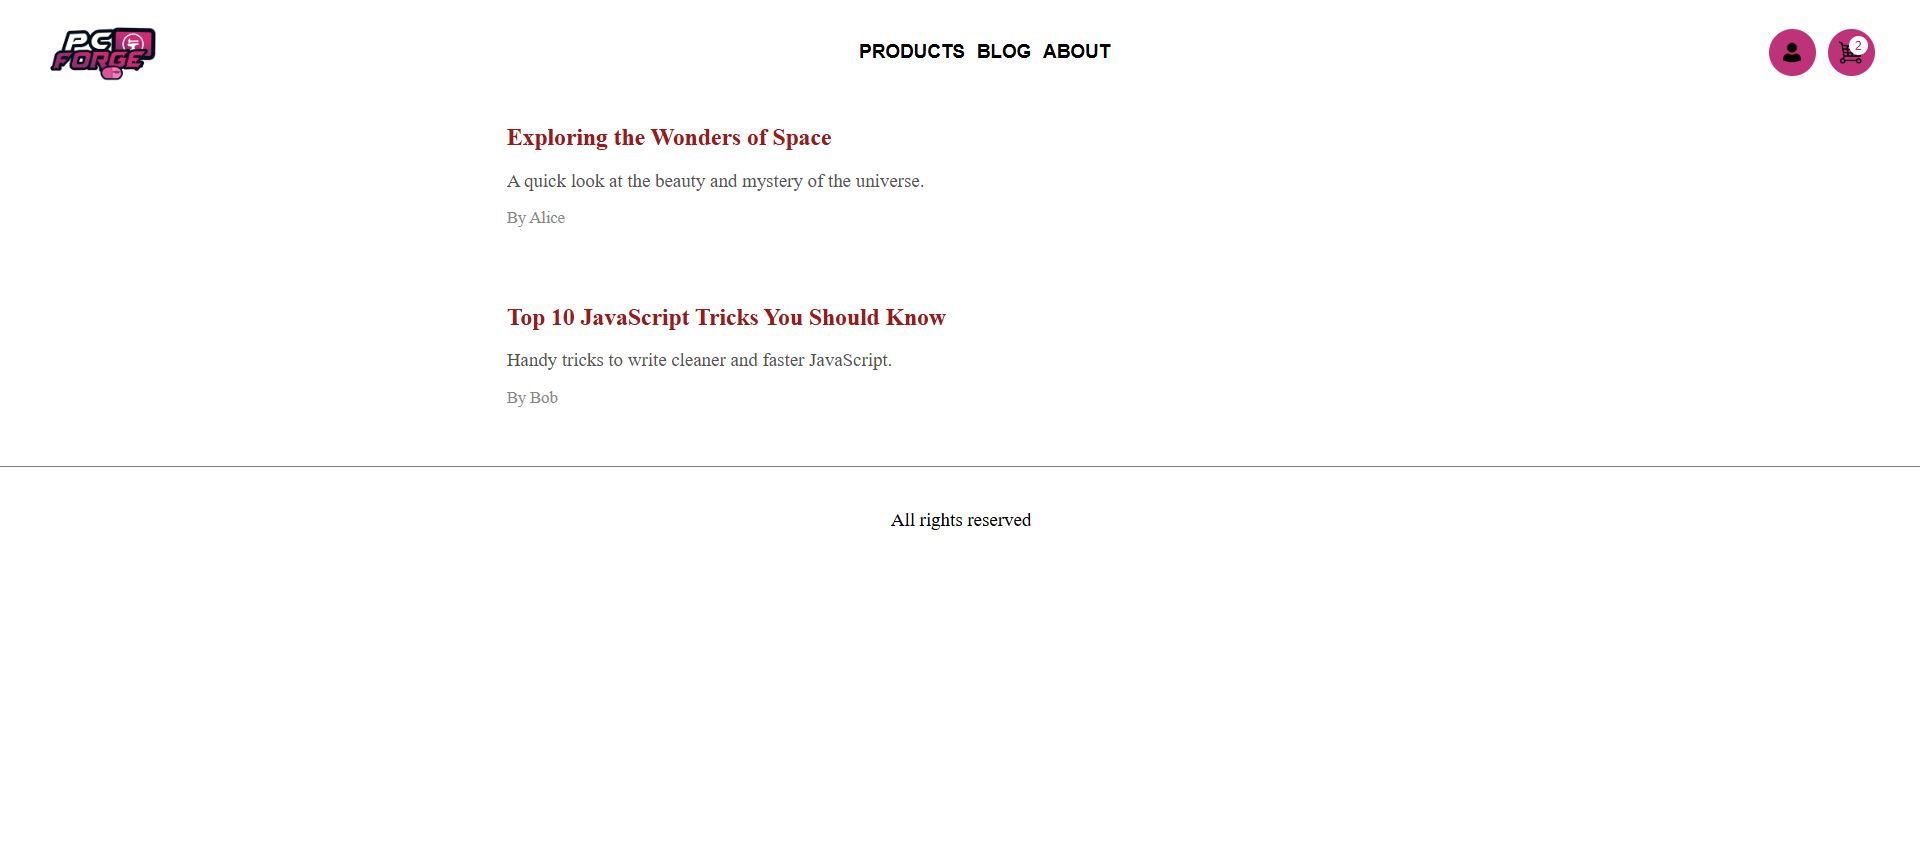 PC
FORGE
PRODUCTS BLOG ABOUT
2
Exploring the Wonders of Space
A quick look at the beauty and mystery of the universe.
By Alice
Top 10 JavaScript Tricks You Should Know
Handy tricks to write cleaner and faster JavaScript.
By Bob
All rights reserved